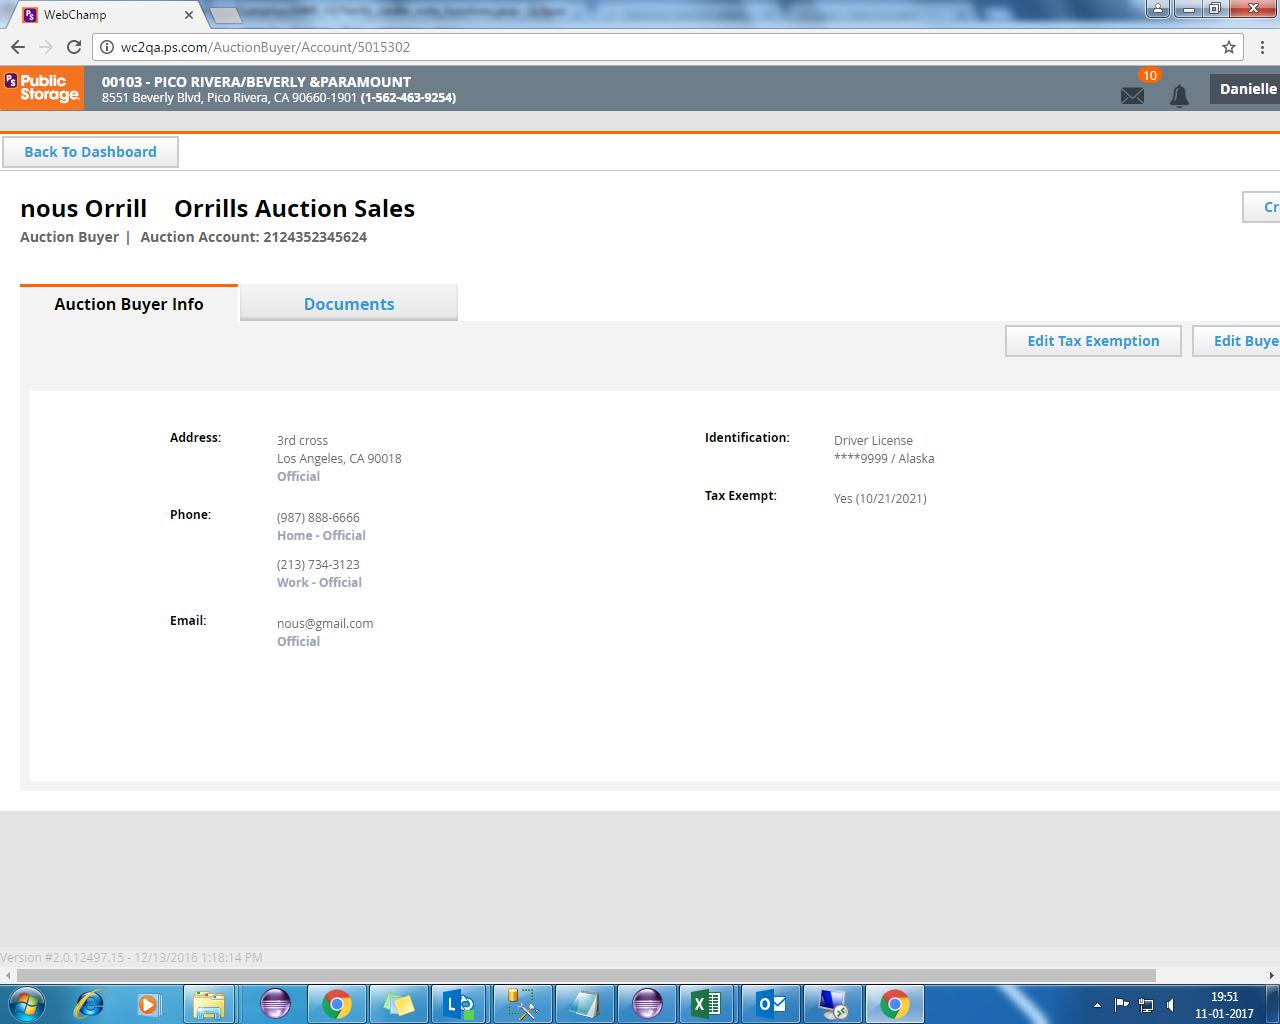 WebChamp
wc2qa.ps.com/AuctionBuyer/Account/5015302
PS Public
Storage.
00103 - PICO RIVERA/BEVERLY &PARAMOUNT
8551 Beverly Blvd, Pico Rivera, CA 90660-1901 (1-562-463-9254)
10
Danielle
Back To Dashboard
nous Orrill Orrills Auction Sales
Cr
Auction Buyer | Auction Account: 2124352345624
Auction Buyer Info
Documents
Edit Tax Exemption
Edit Buye
Address:
3rd cross
Los Angeles, CA 90018
Official
Identification:
Driver License
****9999 / Alaska
Tax Exempt:
Yes (10/21/2021)
Phone:
(987) 888-6666
Home - Official
(213) 734-3123
Work - Official
Email:
nous@gmail.com
Official
Version #2.0.12497.15 - 12/13/2016 1:18:14 PM
19:51
11-01-2017